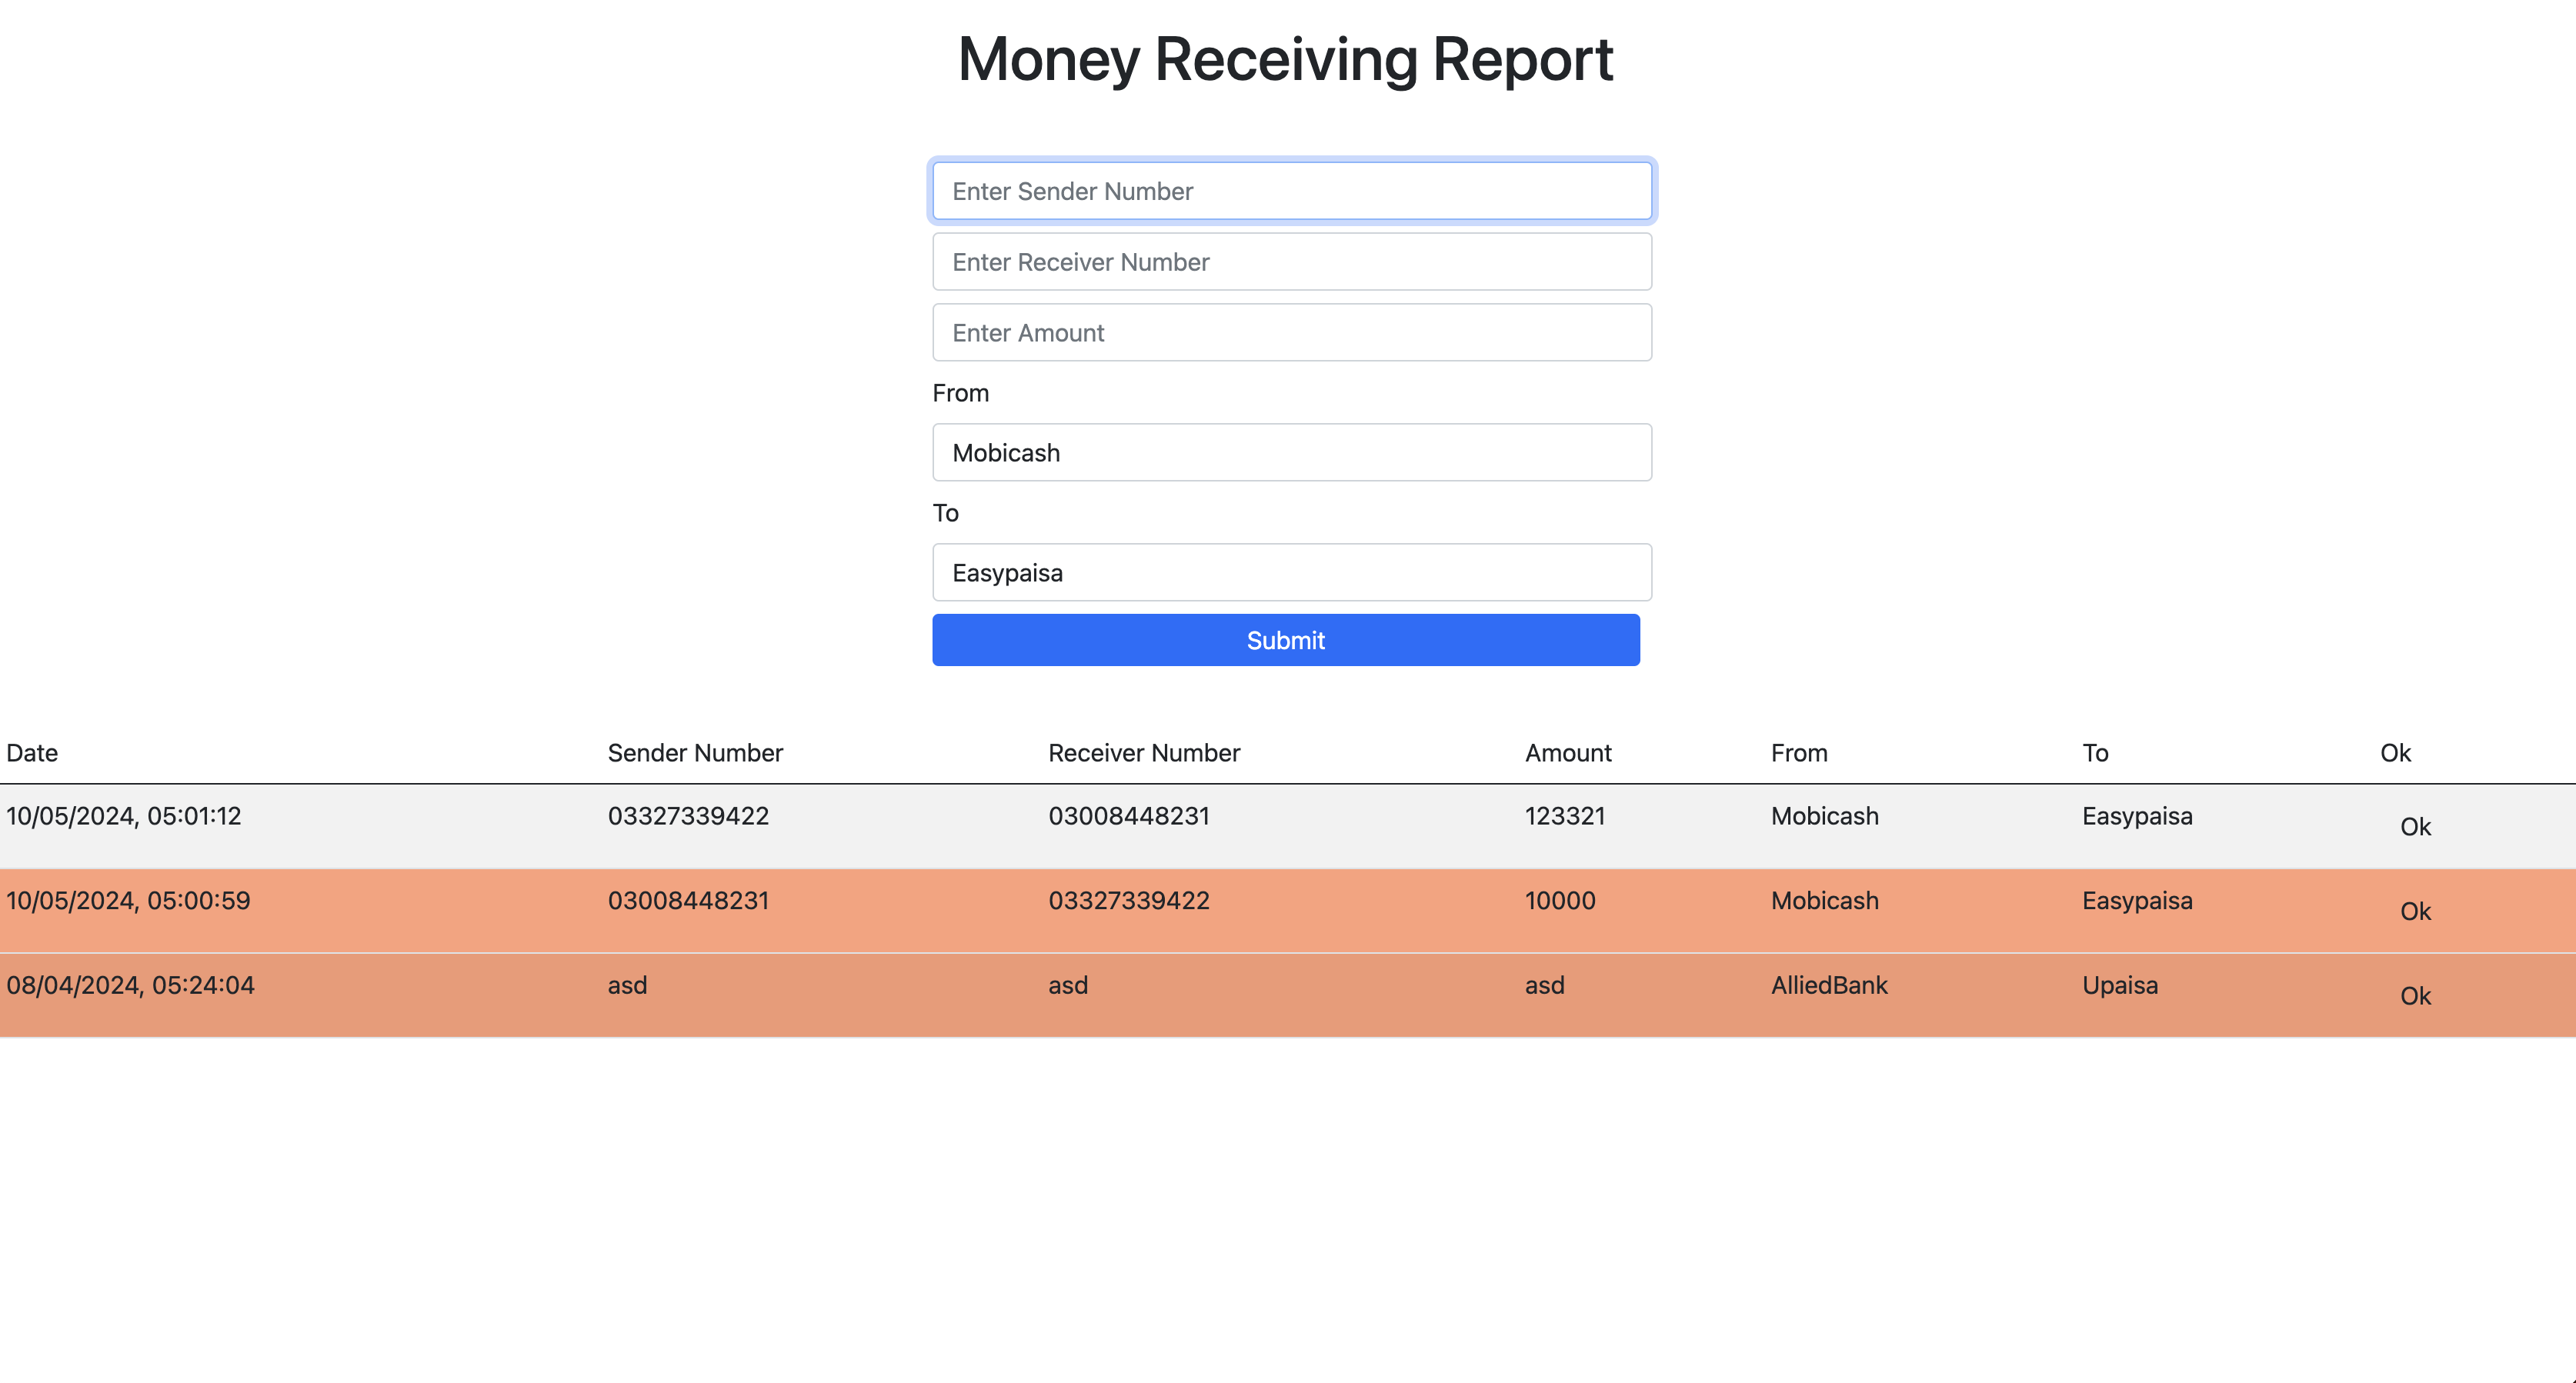 Money Receiving Report
Enter Sender Number
Enter Receiver Number
Enter Amount
From
Mobicash
To
Easypaisa
Submit
Date Sender Number Receiver Number Amount From To Ok
10/05/2024, 05:01:12 03327339422 03008448231 123321 Mobicash Easypaisa Ok
10/05/2024, 05:00:59 03008448231 03327339422 10000 Mobicash Easypaisa Ok
08/04/2024, 05:24:04 asd asd asd AlliedBank Upaisa Ok